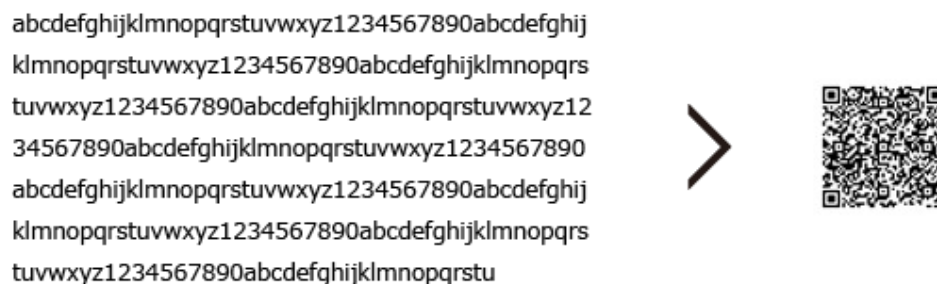 abcdefghijklmnopqrstuvwxyz1234567890abcdefghij
klmnopqrstuvwxyz1234567890abcdefghijklmnopqrs
tuvwxyz1234567890abcdefghijklmnopqrstuvwxyz12
34567890abcdefghijklmnopqrstuvwxyz1234567890
abcdefghijklmnopqrstuvwxyz1234567890abcdefghij
klmnopqrstuvwxyz1234567890abcdefghijklmnopqrs
tuvwxyz1234567890abcdefghijklmnopqrstu